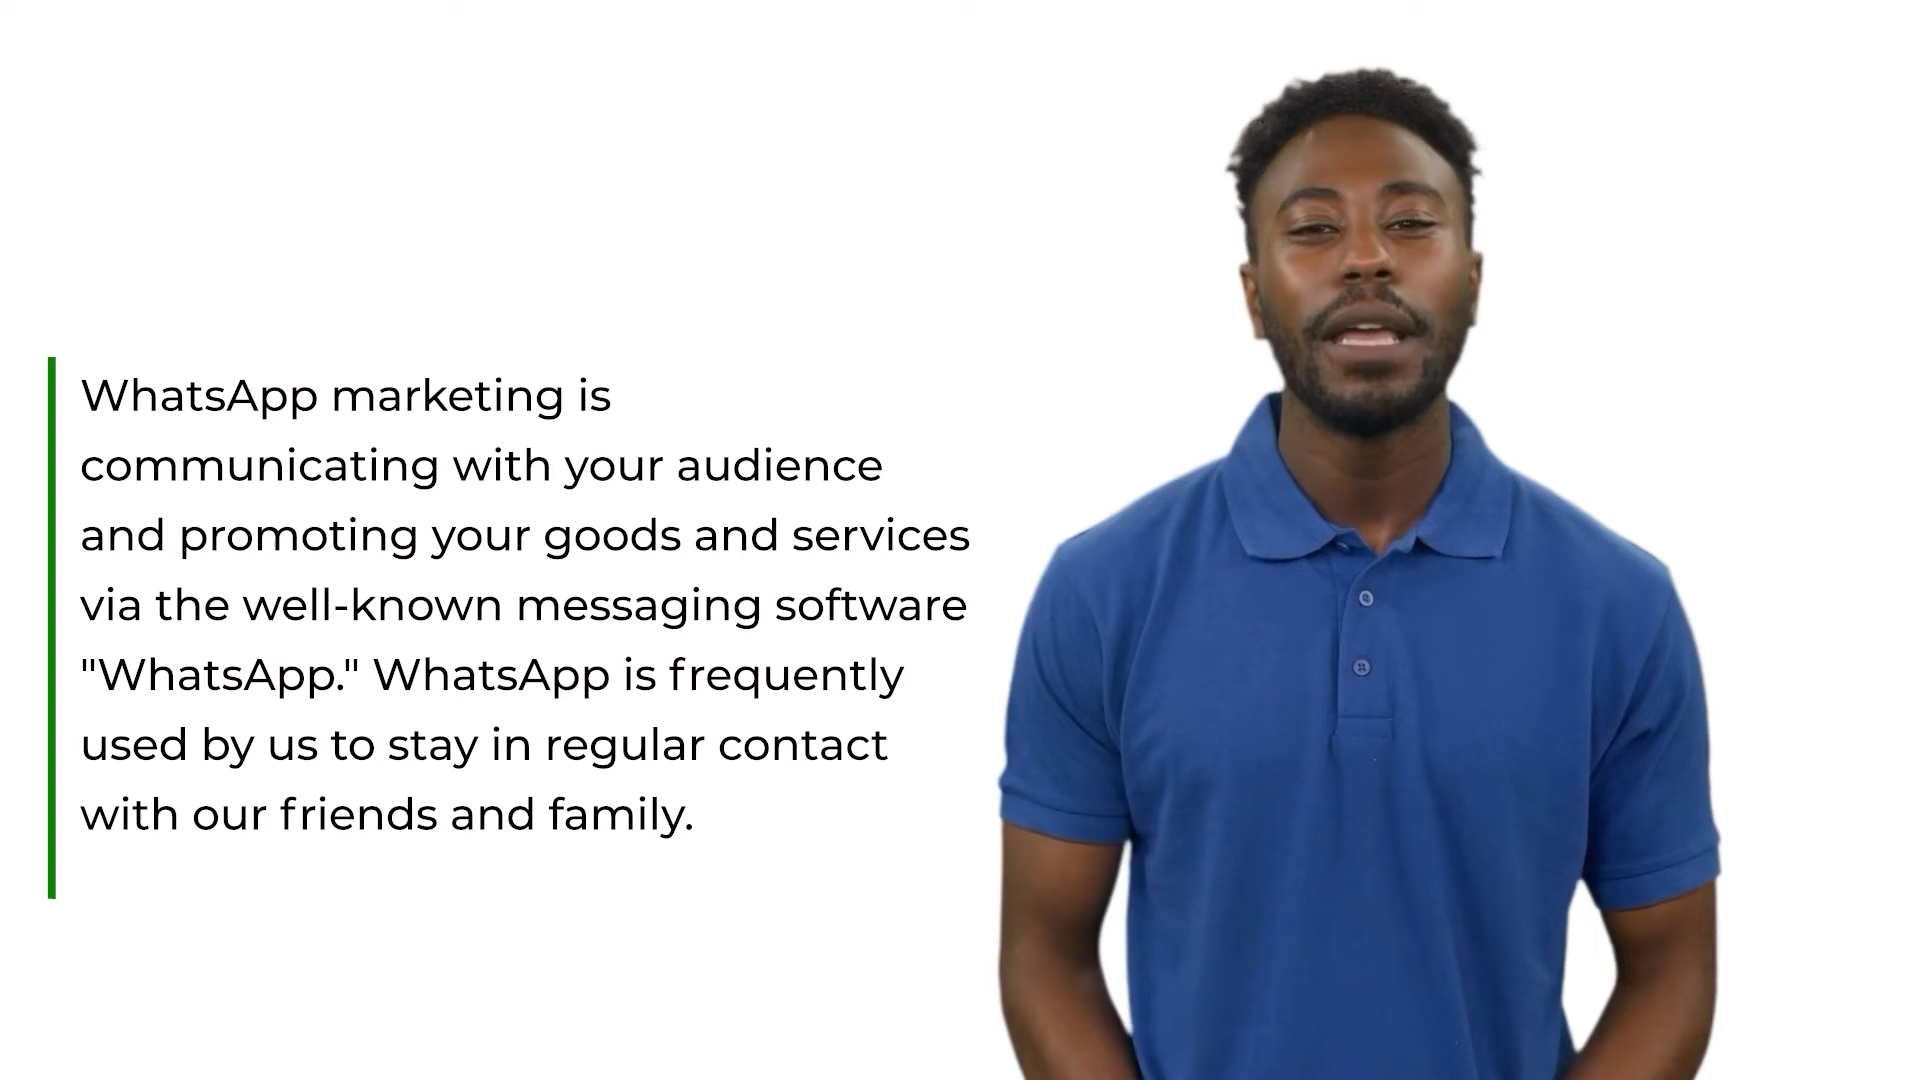 WhatsApp marketing is
communicating with your audience
and promoting your goods and services
via the well-known messaging software
"WhatsApp." WhatsApp is frequently
used by us to stay in regular contact
with our friends and family.